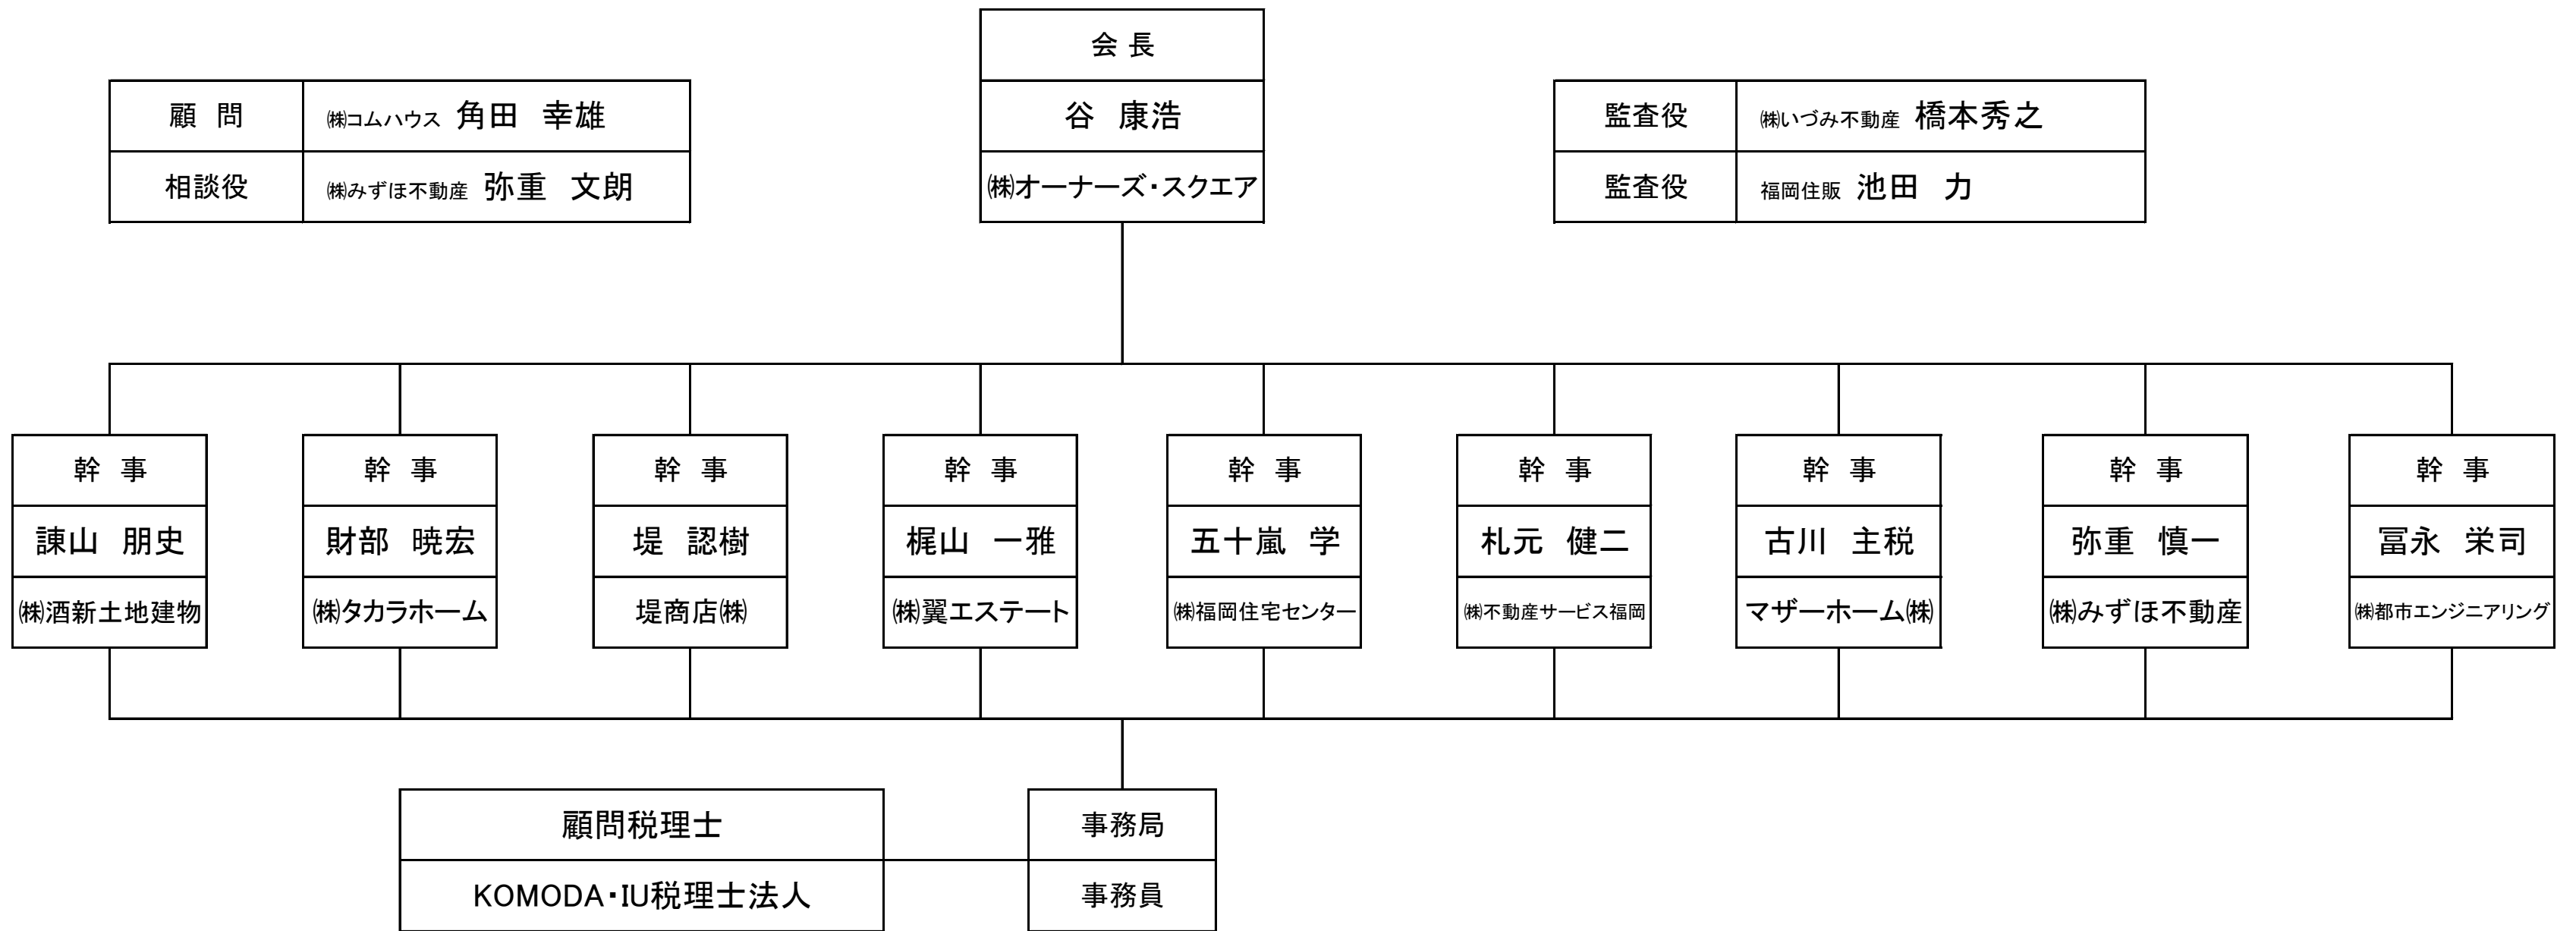 会 長
谷 康浩
㈱オーナーズ・スクエア
顧 問 ㈱コムハウス 角田 幸雄
相談役 ㈱みずほ不動産 弥重 文朗
監査役 ㈱いづみ不動産 橋本秀之
監査役 福岡住販 池田 力
幹 事
諌山 朋史
㈱酒新土地建物
幹 事
財部 暁宏
㈱タカラホーム
幹 事
堤 認樹
堤商店㈱
幹 事
梶山 一雅
㈱翼エステート
幹 事
五十嵐 学
㈱福岡住宅センター
幹 事
札元 健二
㈱不動産サービス福岡
幹 事
古川 主税
マザーホーム㈱
幹 事
弥重 慎一
㈱みずほ不動産
幹 事
冨永 栄司
㈱都市エンジニアリング
顧問税理士
KOMODA・IU税理士法人
事務局
事務員